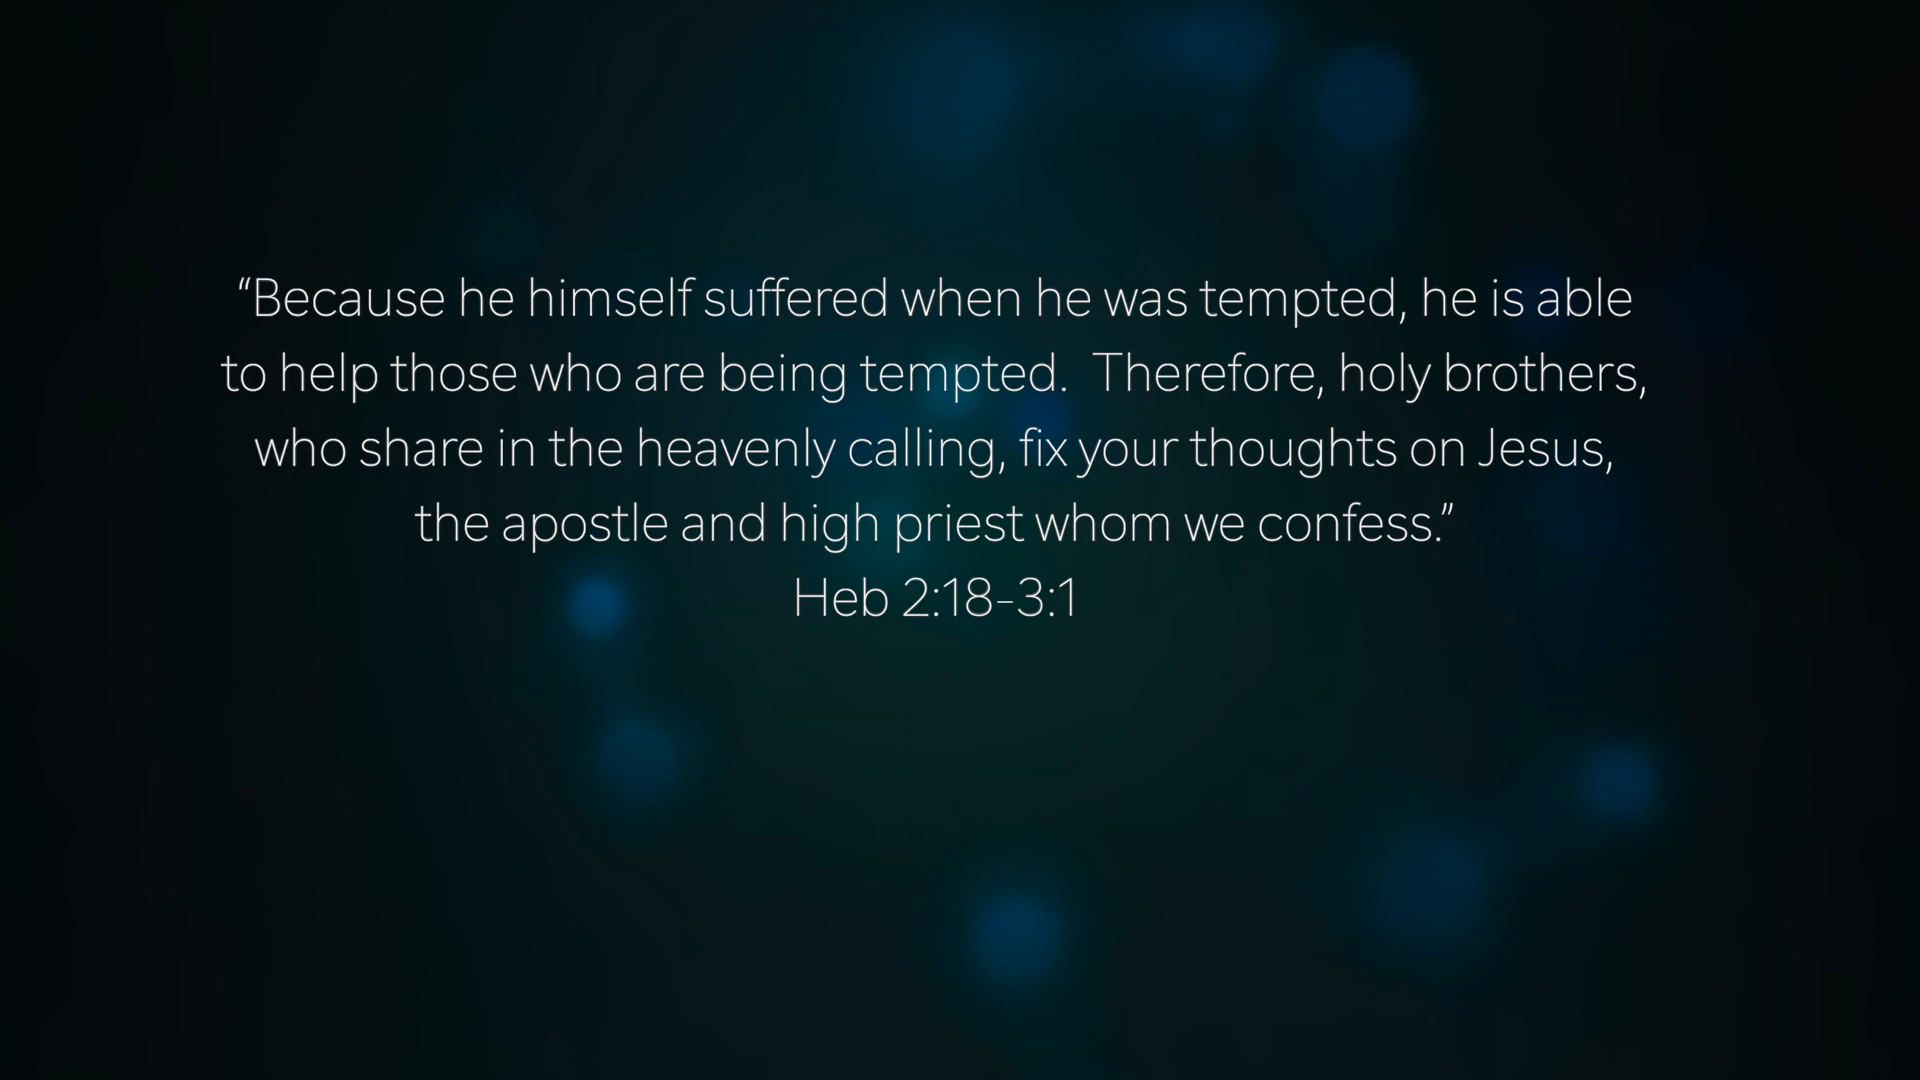 “Because he himself suffered when he was tempted, he is able
to help those who are being tempted.  Therefore, holy brothers,
who share in the heavenly calling, fix your thoughts on Jesus,
the apostle and high priest whom we confess.”
Heb 2:18-3:1